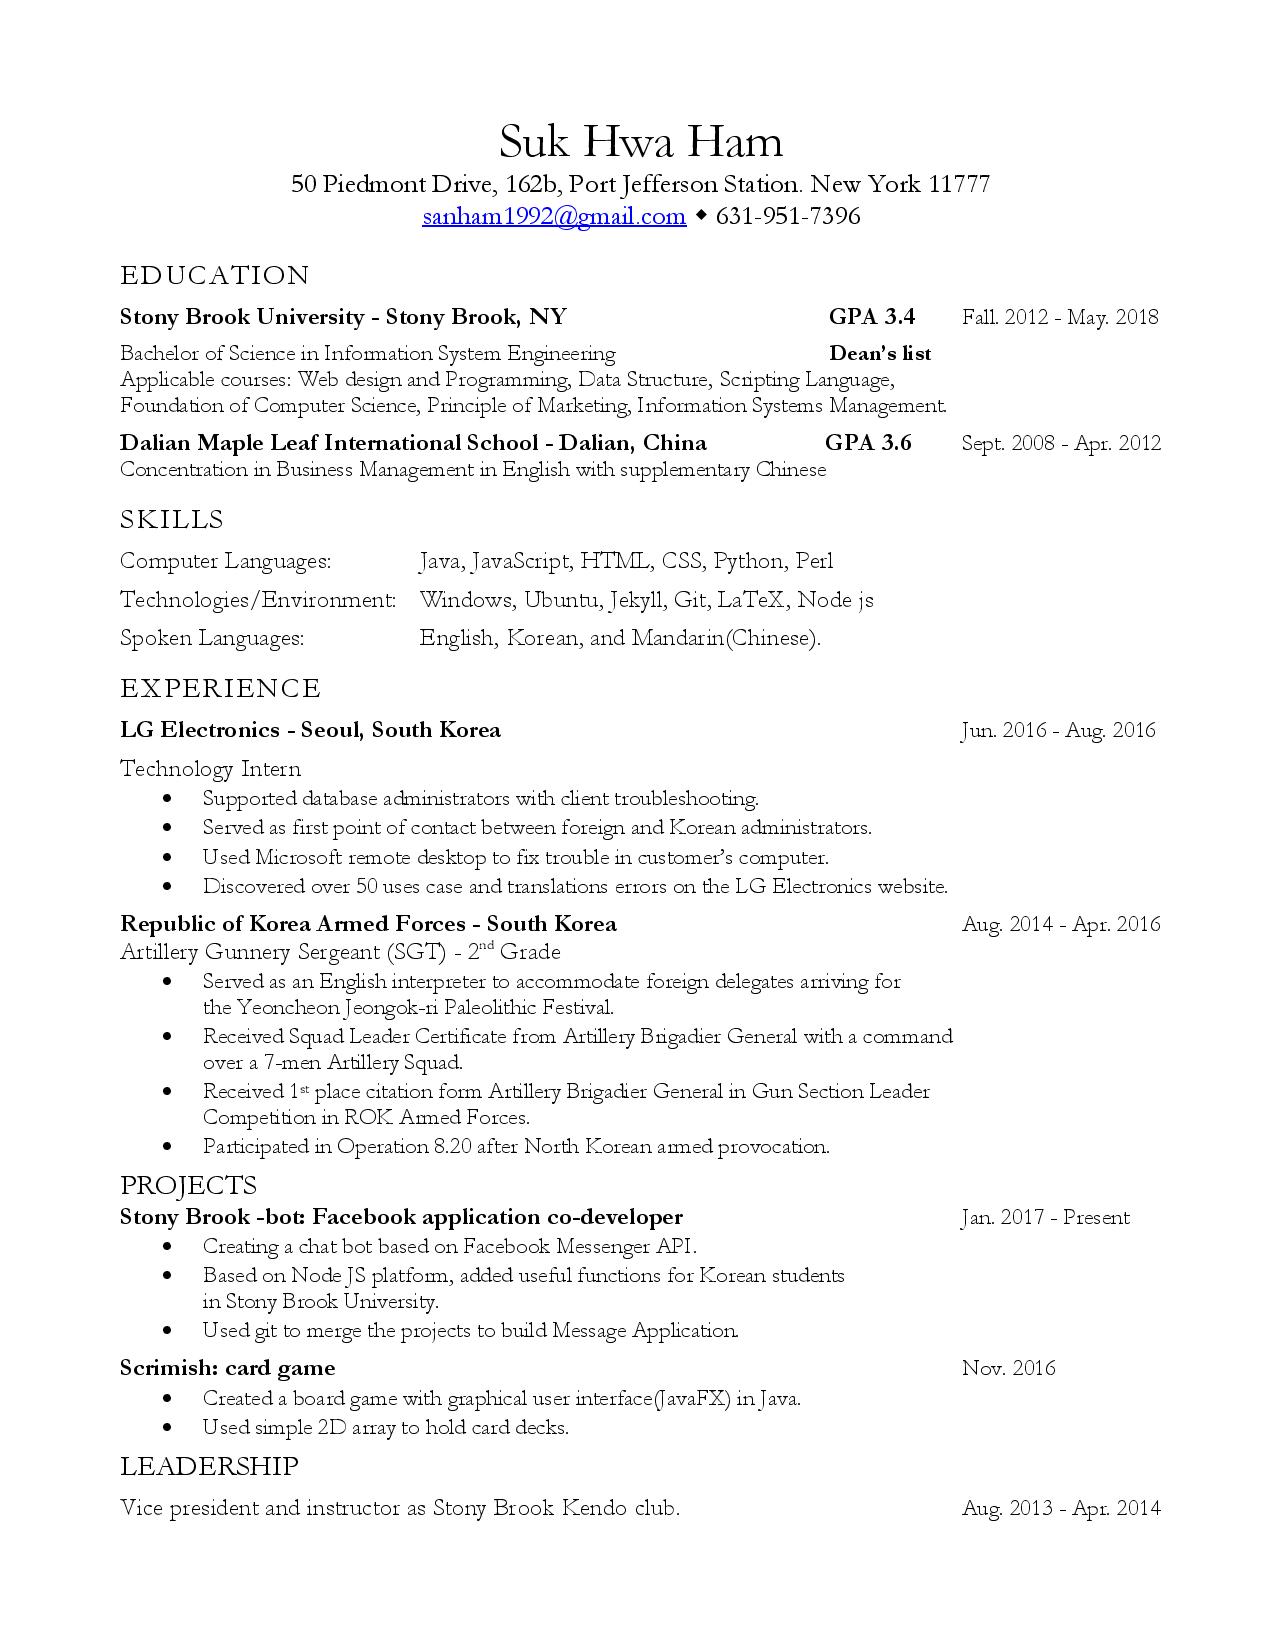 Suk Hwa Ham
50 Piedmont Drive, 162b, Port Jefferson Station. New York 11777
sanham1992@gmail.com ◆ 631-951-7396
EDUCATION
Stony Brook University - Stony Brook, NY GPA 3.4 Fall. 2012 - May. 2018
Bachelor of Science in Information System Engineering Dean’s list
Applicable courses: Web design and Programming, Data Structure, Scripting Language,
Foundation of Computer Science, Principle of Marketing, Information Systems Management.
Dalian Maple Leaf International School - Dalian, China GPA 3.6 Sept. 2008 - Apr. 2012
Concentration in Business Management in English with supplementary Chinese
SKILLS
Computer Languages: Java, JavaScript, HTML, CSS, Python, Perl
Technologies/Environment: Windows, Ubuntu, Jekyll, Git, LaTeX, Node js
Spoken Languages: English, Korean, and Mandarin(Chinese).
EXPERIENCE
LG Electronics - Seoul, South Korea Jun. 2016 - Aug. 2016
Technology Intern
• Supported database administrators with client troubleshooting.
• Served as first point of contact between foreign and Korean administrators.
• Used Microsoft remote desktop to fix trouble in customer’s computer.
• Discovered over 50 uses case and translations errors on the LG Electronics website.
Republic of Korea Armed Forces - South Korea Aug. 2014 - Apr. 2016
Artillery Gunnery Sergeant (SGT) - 2nd Grade
• Served as an English interpreter to accommodate foreign delegates arriving for
the Yeoncheon Jeongok-ri Paleolithic Festival.
• Received Squad Leader Certificate from Artillery Brigadier General with a command
over a 7-men Artillery Squad.
• Received 1st place citation form Artillery Brigadier General in Gun Section Leader
Competition in ROK Armed Forces.
• Participated in Operation 8.20 after North Korean armed provocation.
PROJECTS
Stony Brook -bot: Facebook application co-developer Jan. 2017 - Present
• Creating a chat bot based on Facebook Messenger API.
• Based on Node JS platform, added useful functions for Korean students
in Stony Brook University.
• Used git to merge the projects to build Message Application.
Scrimish: card game Nov. 2016
• Created a board game with graphical user interface(JavaFX) in Java.
• Used simple 2D array to hold card decks.
LEADERSHIP
Vice president and instructor as Stony Brook Kendo club. Aug. 2013 - Apr. 2014